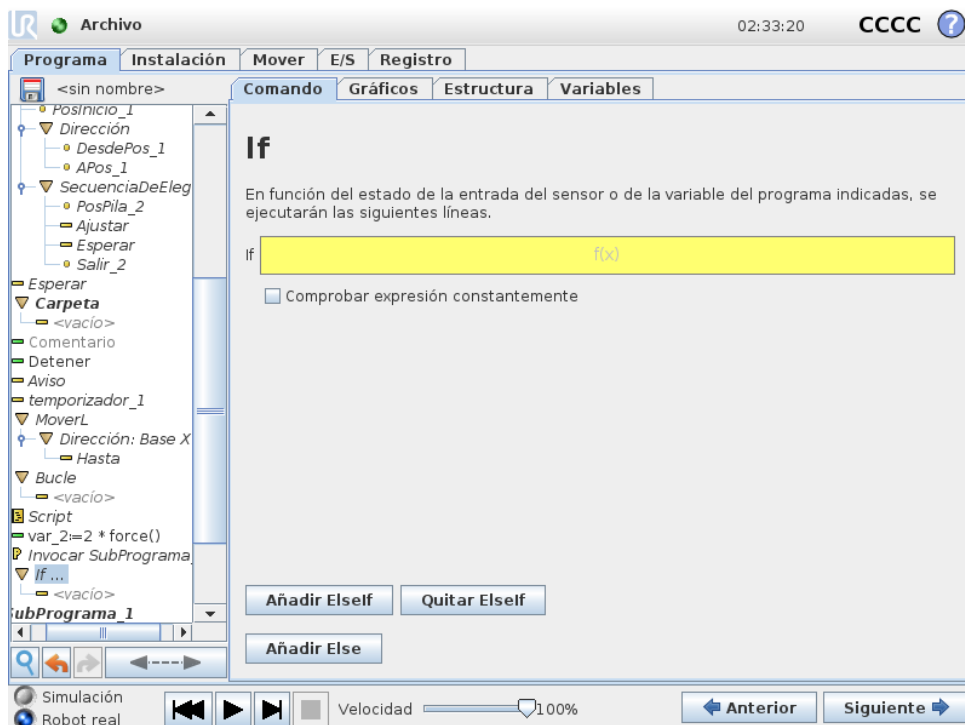 UR Archivo 02:33:20 CCCC ?
Programa Instalación Mover E/S Registro
<sin nombre>
Comando Gráficos Estructura Variables
PosInicio_1
Dirección
DesdePos_1
APos_1
SecuenciaDeEleg
PosPila_2
Ajustar
Esperar
Salir_2
Esperar
Carpeta
<vacío>
Comentario
Detener
Aviso
temporizador_1
MoverL
Dirección: Base X
Hasta
Bucle
<vacío>
Script
var_2:=2 * force()
P Invocar SubPrograma_
If ...
<vacío>
SubPrograma_1
If
En función del estado de la entrada del sensor o de la variable del programa indicadas, se
ejecutarán las siguientes líneas.
If f(x)
Comprobar expresión constantemente
Añadir ElseIf Quitar ElseIf
Añadir Else
Simulación
Robot real
Velocidad 100%
Anterior Siguiente